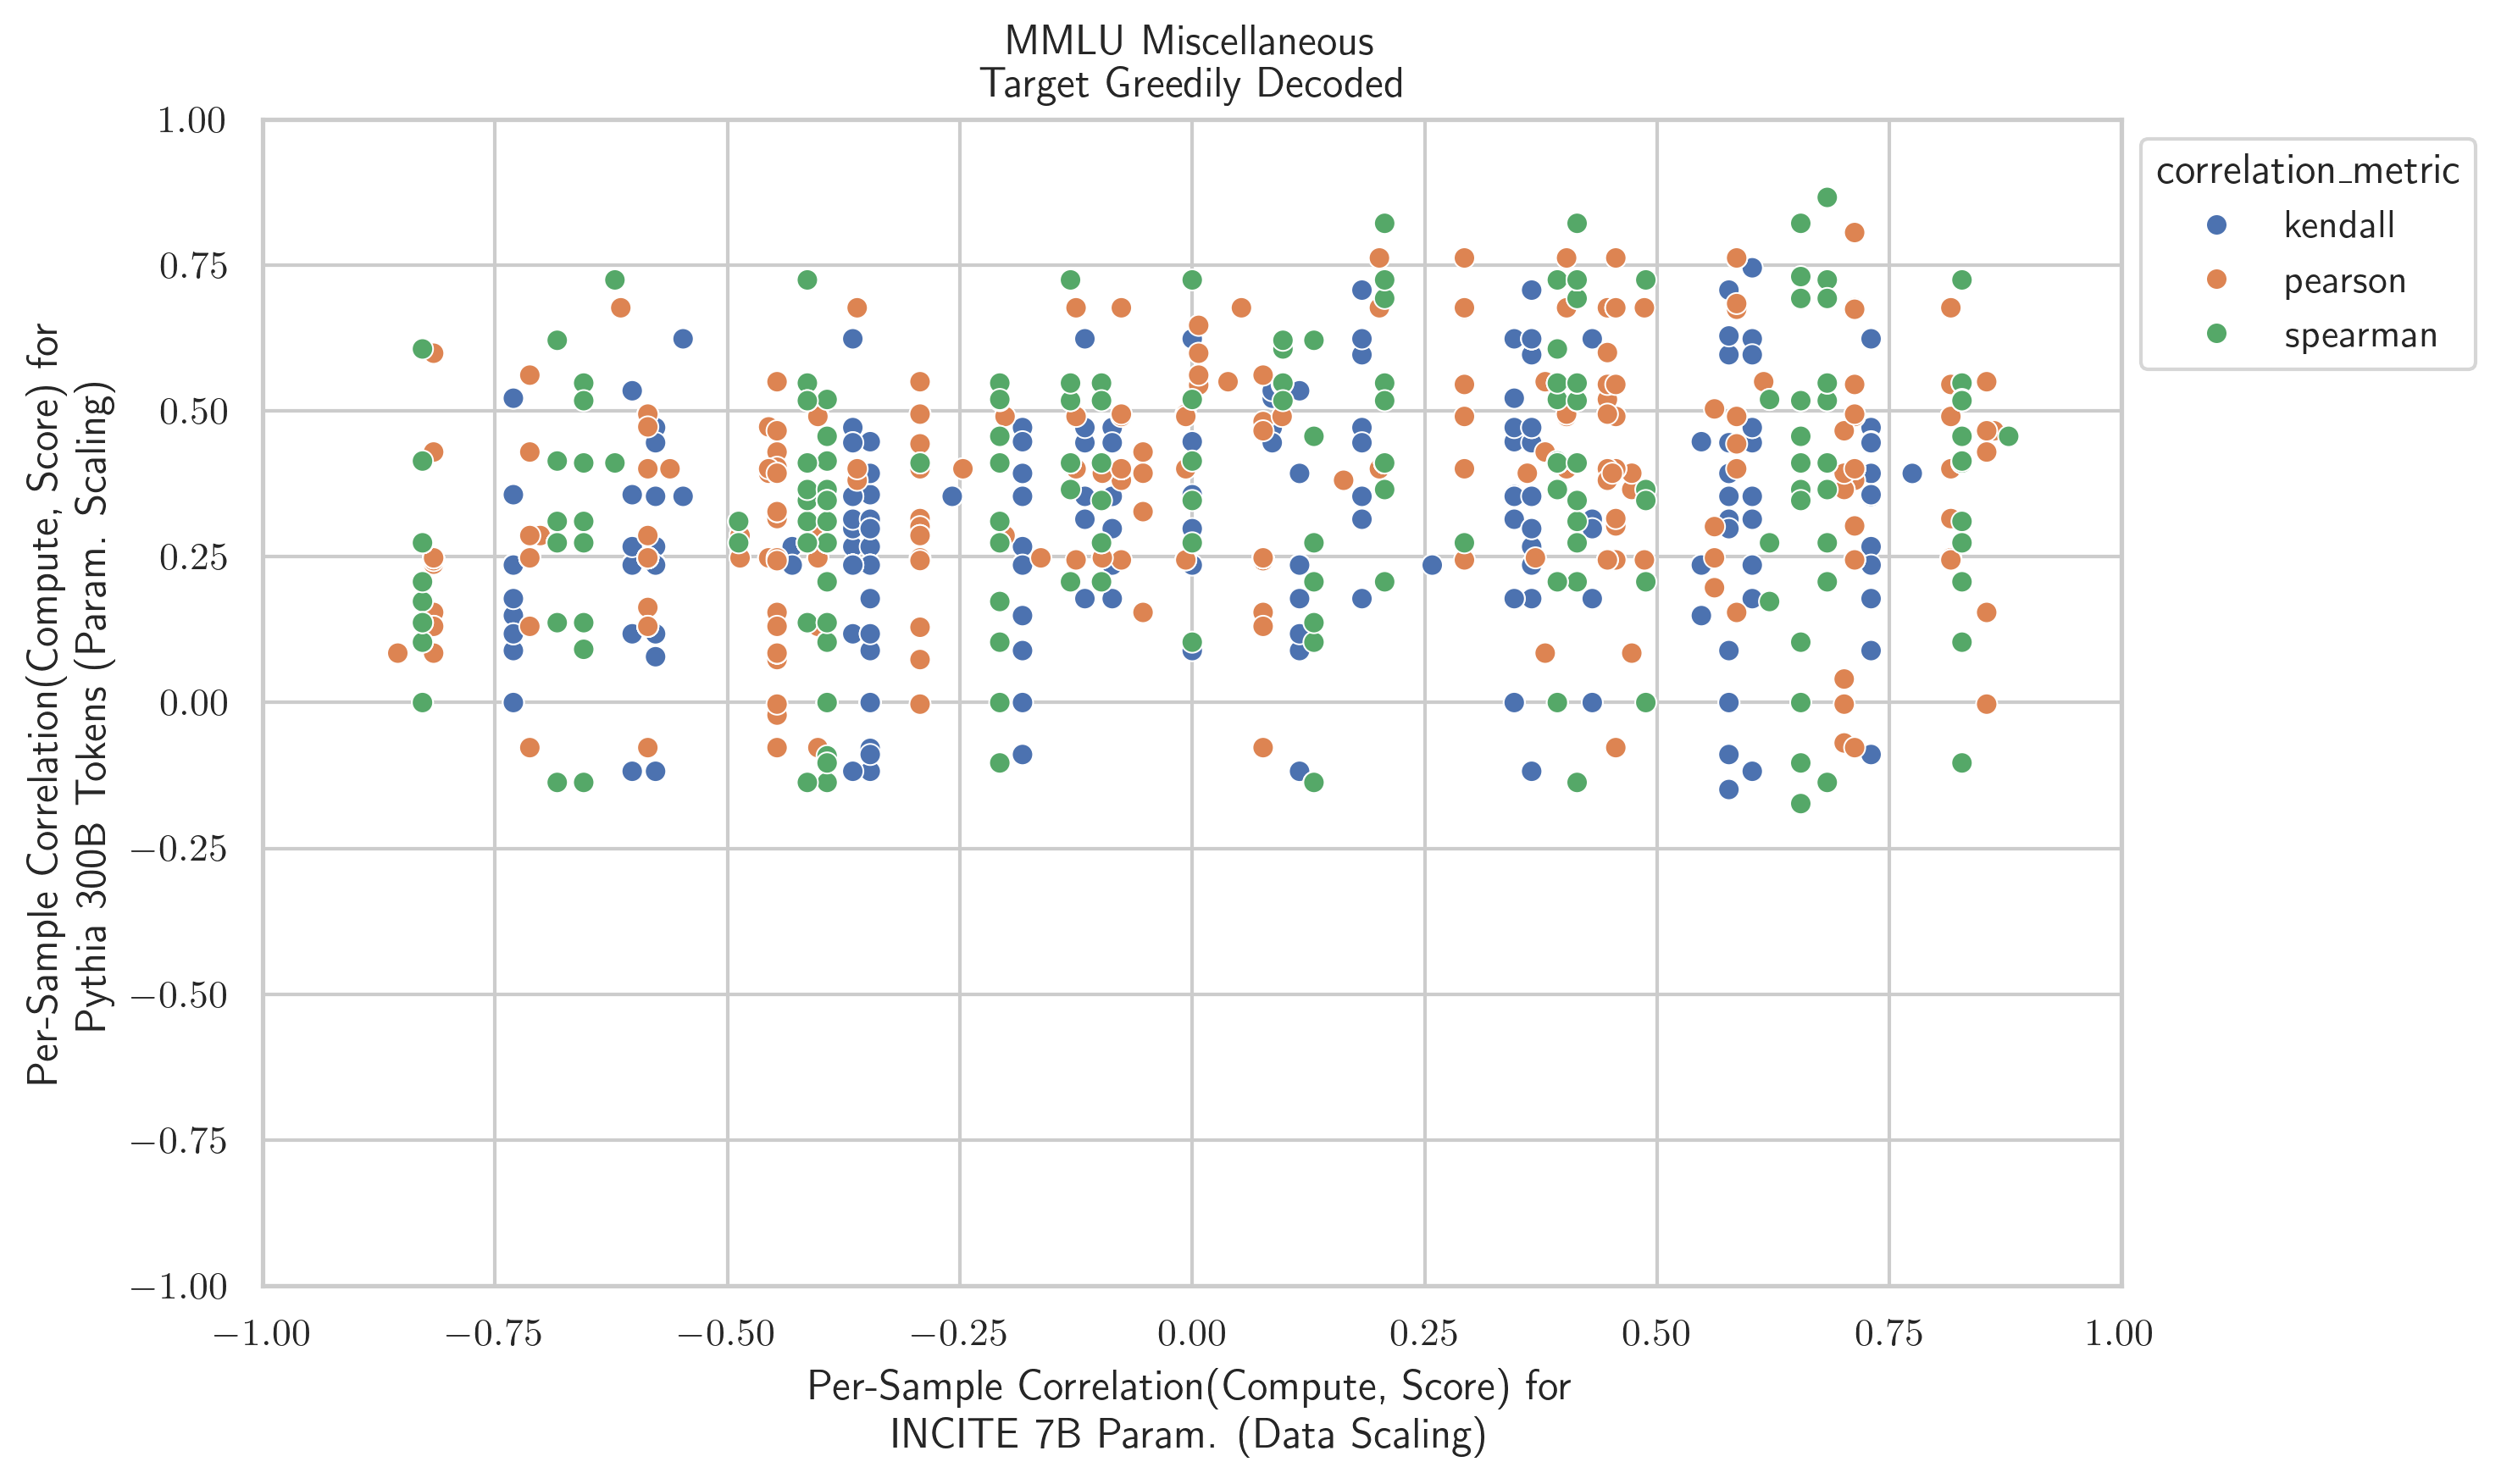 MMLU Miscellaneous
Target Greedily Decoded
Per-Sample Correlation(Compute, Score) for
Pythia 300B Tokens (Param. Scaling)
1.00
0.75
0.50
0.25
0.00
−0.25
−0.50
−0.75
−1.00
−1.00 −0.75 −0.50 −0.25 0.00 0.25 0.50 0.75 1.00
Per-Sample Correlation(Compute, Score) for
INCITE 7B Param. (Data Scaling)
correlation_metric
kendall
pearson
spearman